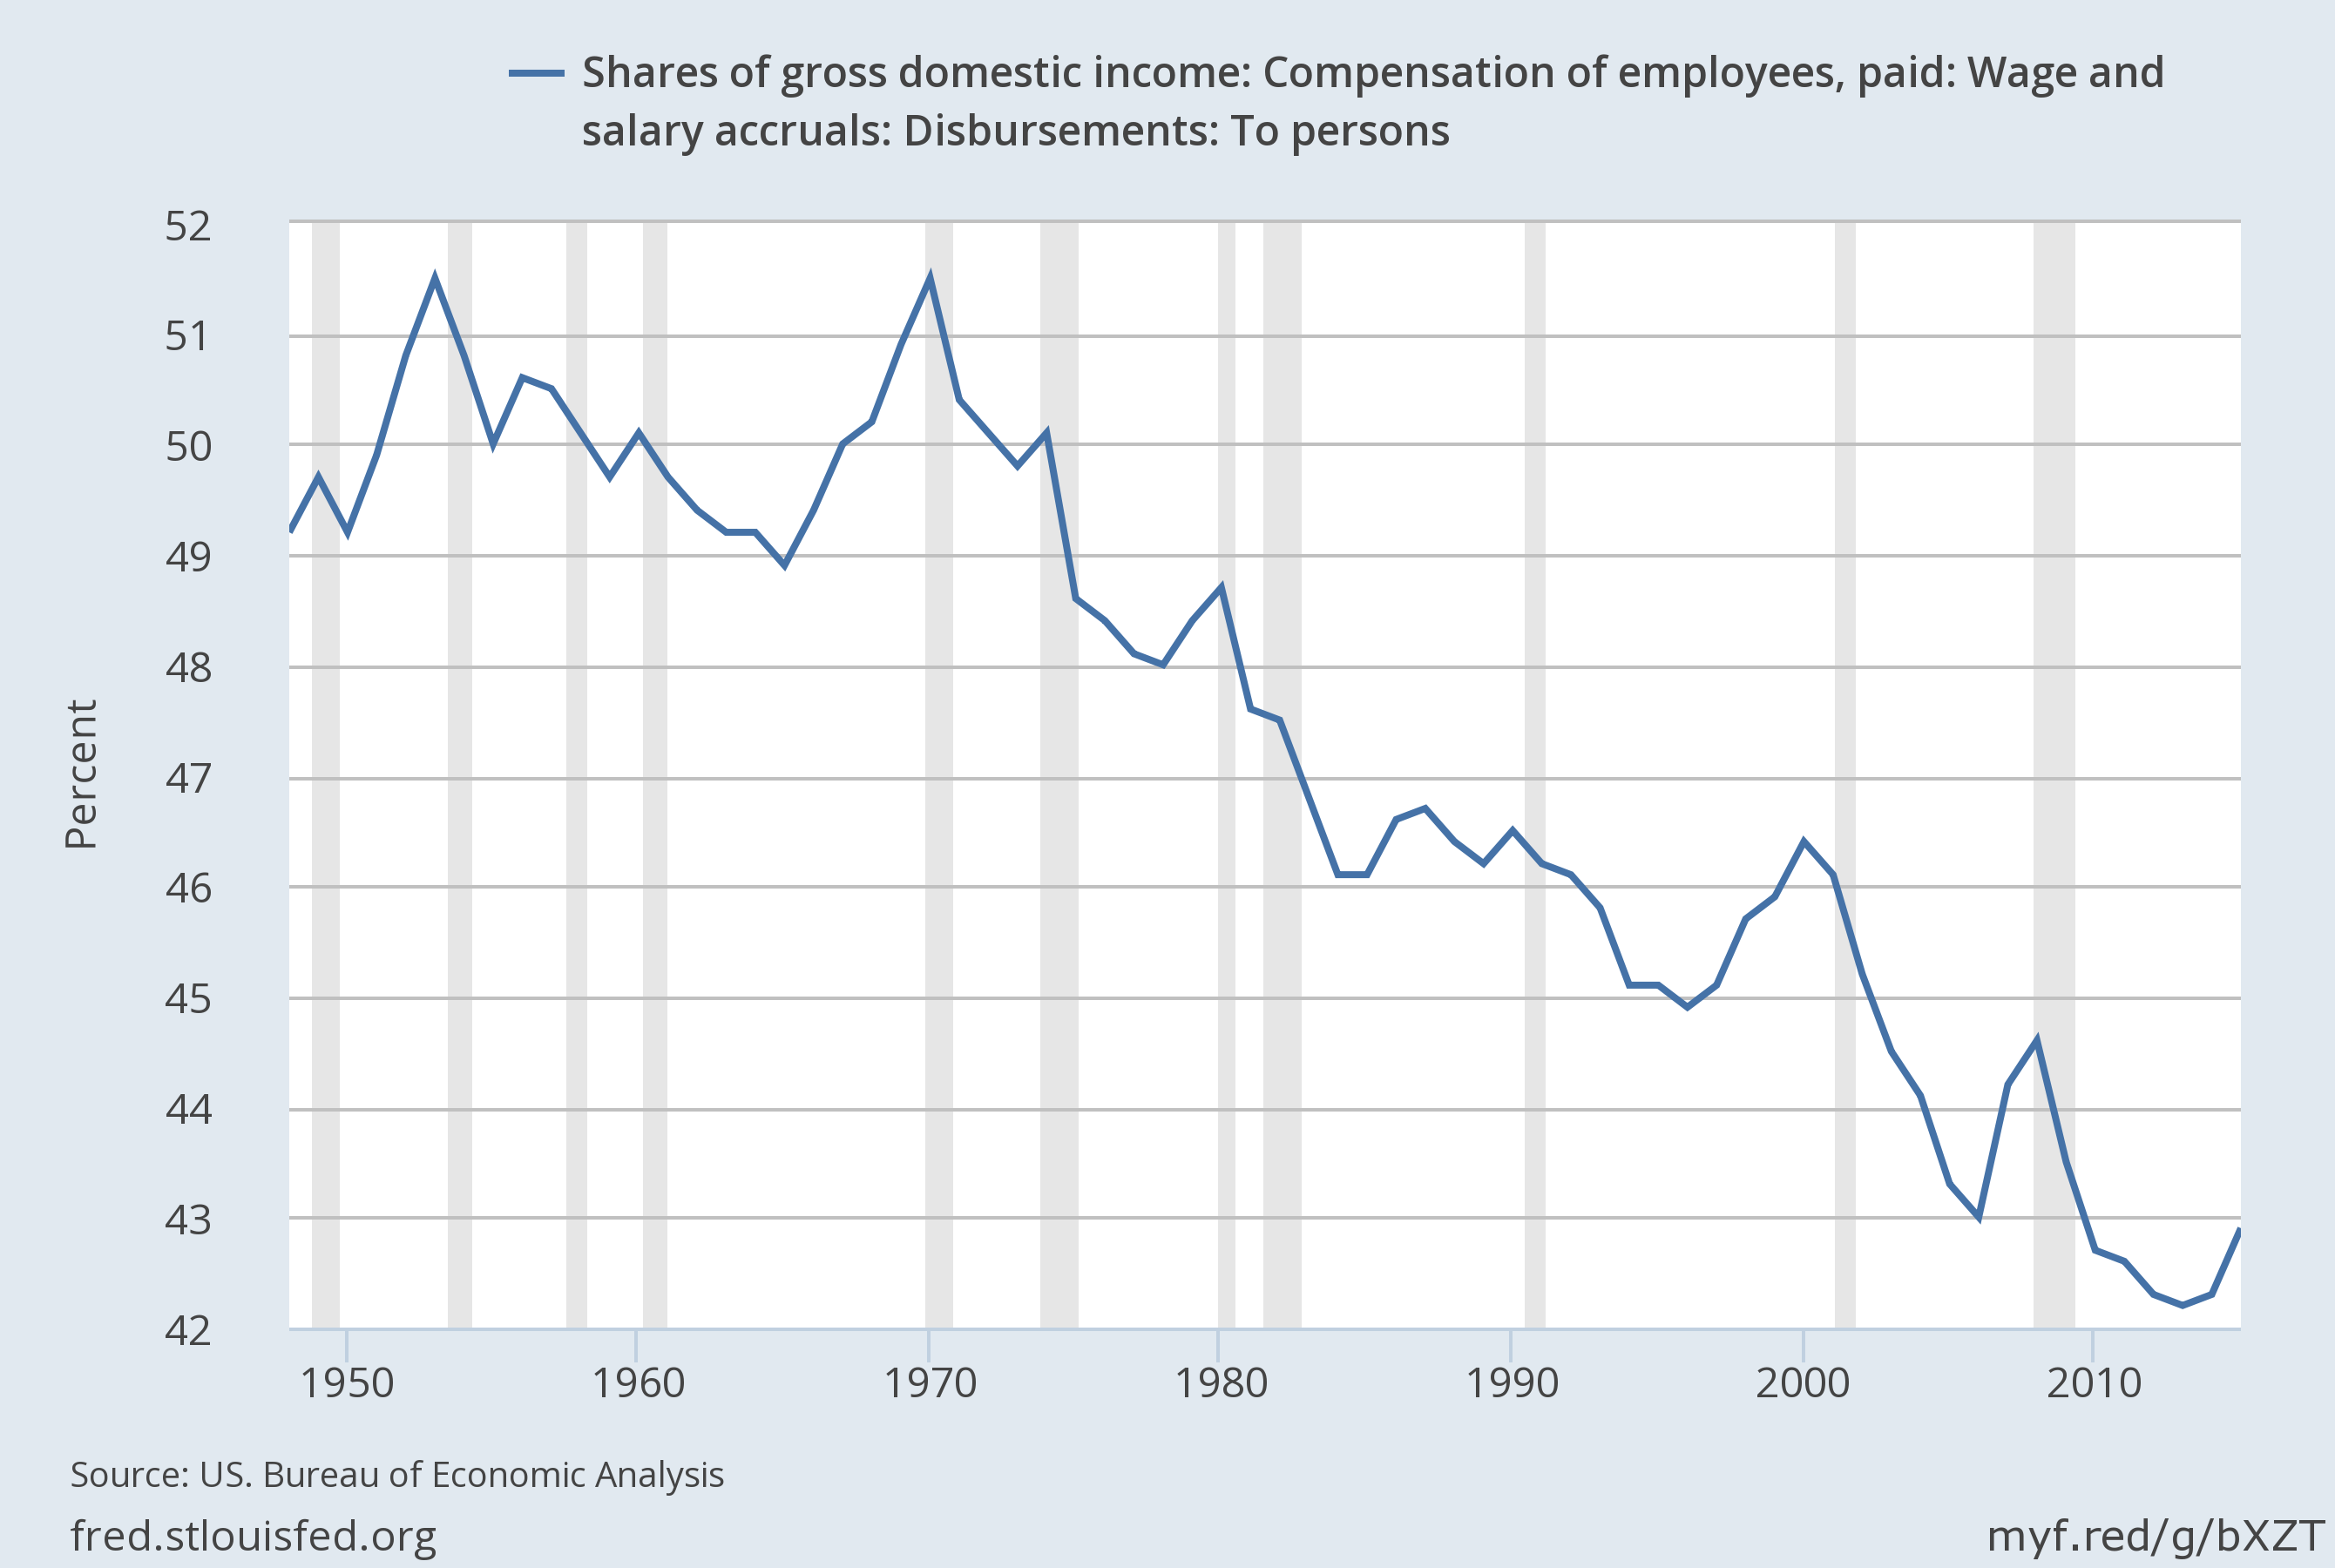 Shares of gross domestic income: Compensation of employees, paid: Wage and
salary accruals: Disbursements: To persons
52
51
50
49
48
47
46
45
44
43
42
Percent
1950 1960 1970 1980 1990 2000 2010
Source: US. Bureau of Economic Analysis
fred.stlouisfed.org myf.red/g/bXZT